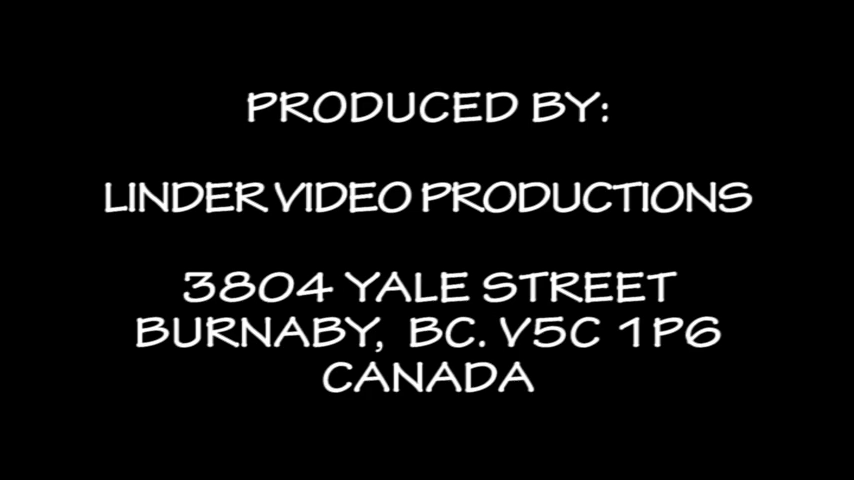 PRODUCED BY:
LINDER VIDEO PRODUCTIONS
3804 YALE STREET
BURNABY, BC. V5C 1P6
CANADA